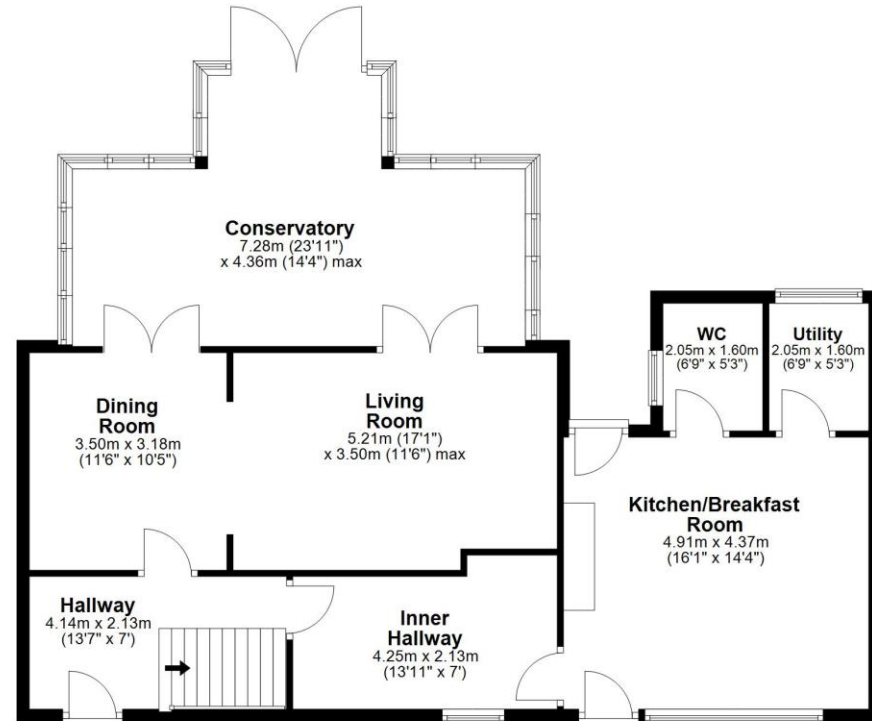 Conservatory
7.28m (23'11")
x 4.36m (14'4") max
WC
2.05m x 1.60m
(6'9" x 5'3")
Utility
2.05m x 1.60m
(6'9" x 5'3")
Dining
Room
3.50m x 3.18m
(11'6" x 10'5")
Living
Room
5.21m (17'1")
x 3.50m (11'6") max
Kitchen/Breakfast
Room
4.91m x 4.37m
(16'1" x 14'4")
Hallway
4.14m x 2.13m
(13'7" x 7')
Inner
Hallway
4.25m x 2.13m
(13'11" x 7')